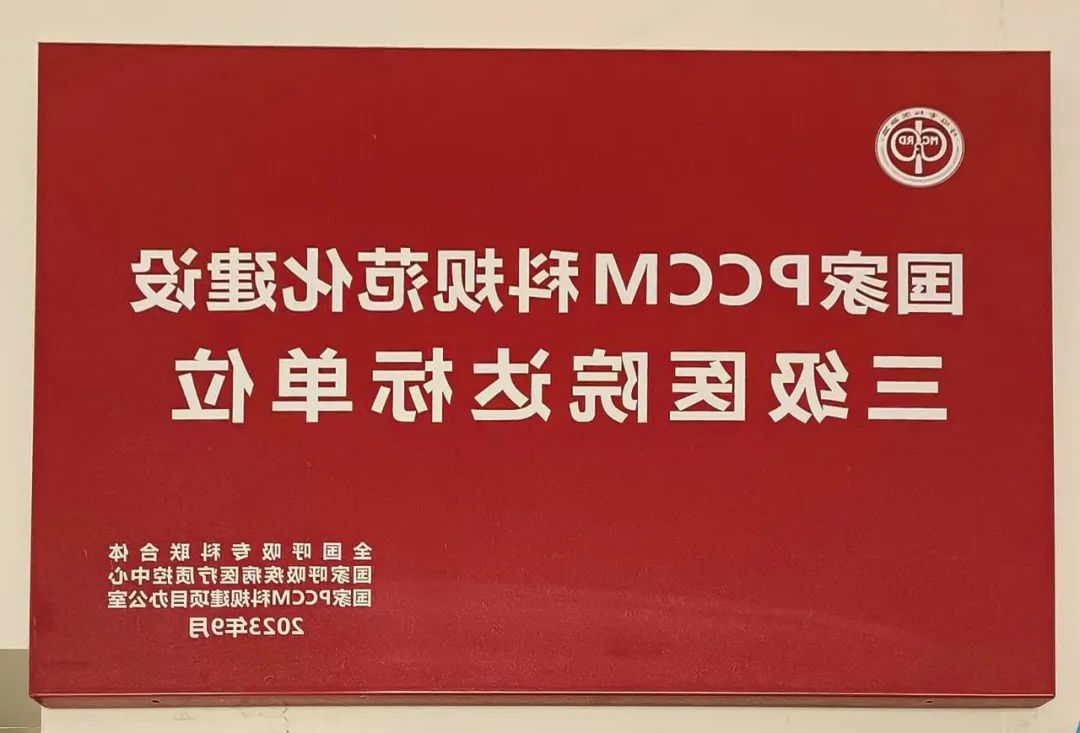 MCARD
国家PCCM科规范化建设
三级医院达标单位
全国呼吸专科联合体
国家呼吸疾病医疗质控中心
国家PCCM科规建项目办公室
2023年9月